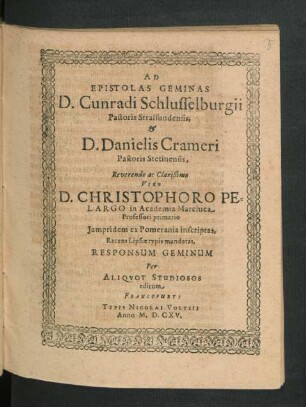 AD
EPISTOLAS GEMINAS
D. Cunradi Schlusselburgii
Pastoris Stralsundensis,
&
D. Danielis Crameri
Pastoris Stetinensis,
Reverendo ac Clarissimo
Viro
D. CHRISTOPHORO PE-
LARGO in Academia Marchica
Professori primario
Jampridem ex Pomerania inscriptas,
Recens Lipsiæ typis mandatas,
RESPONSUM GEMINUM
Per
ALIQVOT STUDIOSOS
editum.
FRANCOFURTI
TYPIS NICOLAI VOLTZII
Anno M. D. CXV.